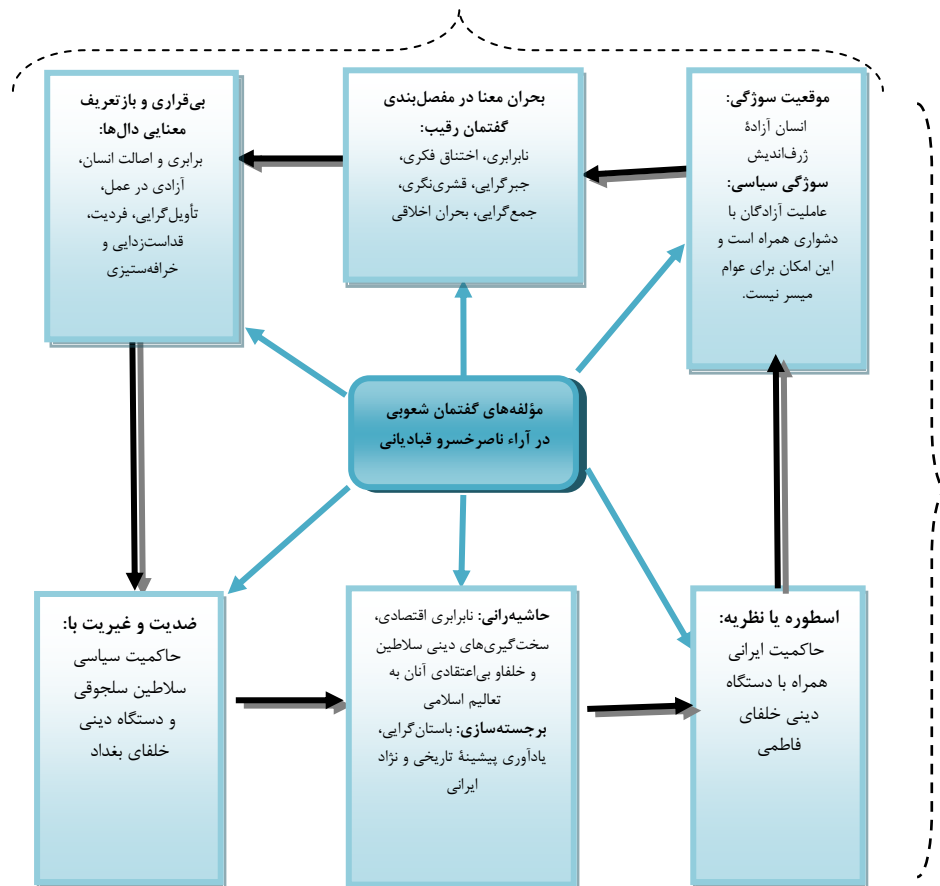 موقعیت سوژگی:
انسان آزادۀ
ژرف‌اندیش
سوژگی سیاسی:
عاملیت آزادگان با
دشواری همراه است و
این امکان برای عوام
میسر نیست.
بحران معنا در مفصل‌بندی
گفتمان رقیب:
نابرابری، اختناق فکری،
جبرگرایی، قشری‌نگری،
جمع‌گرایی، بحران اخلاقی
بی‌قراری و بازتعریف
معنایی دال‌ها:
برابری و اصالت انسان،
آزادی در عمل،
تأویل‌گرایی، فردیت،
قداست‌زدایی و
خرافه‌ستیزی
مؤلفه‌های گفتمان شعوبی
در آراء ناصرخسرو قبادیانی
اسطوره یا نظریه:
حاکمیت ایرانی
همراه با دستگاه
دینی خلفای
فاطمی
حاشیه‌رانی: نابرابری اقتصادی،
سخت‌گیری‌های دینی سلاطین
و خلفاو بی‌اعتقادی آنان به
تعالیم اسلامی
برجسته‌سازی: باستان‌گرایی،
یادآوری پیشینۀ تاریخی و نژاد
ایرانی
ضدیت و غیریت با:
حاکمیت سیاسی
سلاطین سلجوقی
و دستگاه دینی
خلفای بغداد